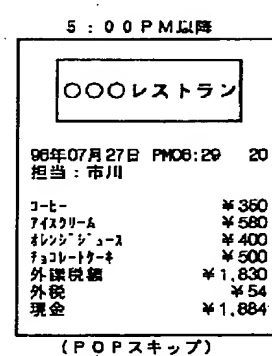 5:00PM以降
○○○レストラン
96年07月27日 PM06:29 20
担当:市川
コーヒー ¥350
アイスクリーム ¥580
オレンジジュース ¥400
チョコレートケーキ ¥500
外課税額 ¥1,830
外税 ¥54
現金 ¥1,884
(POPスキップ)